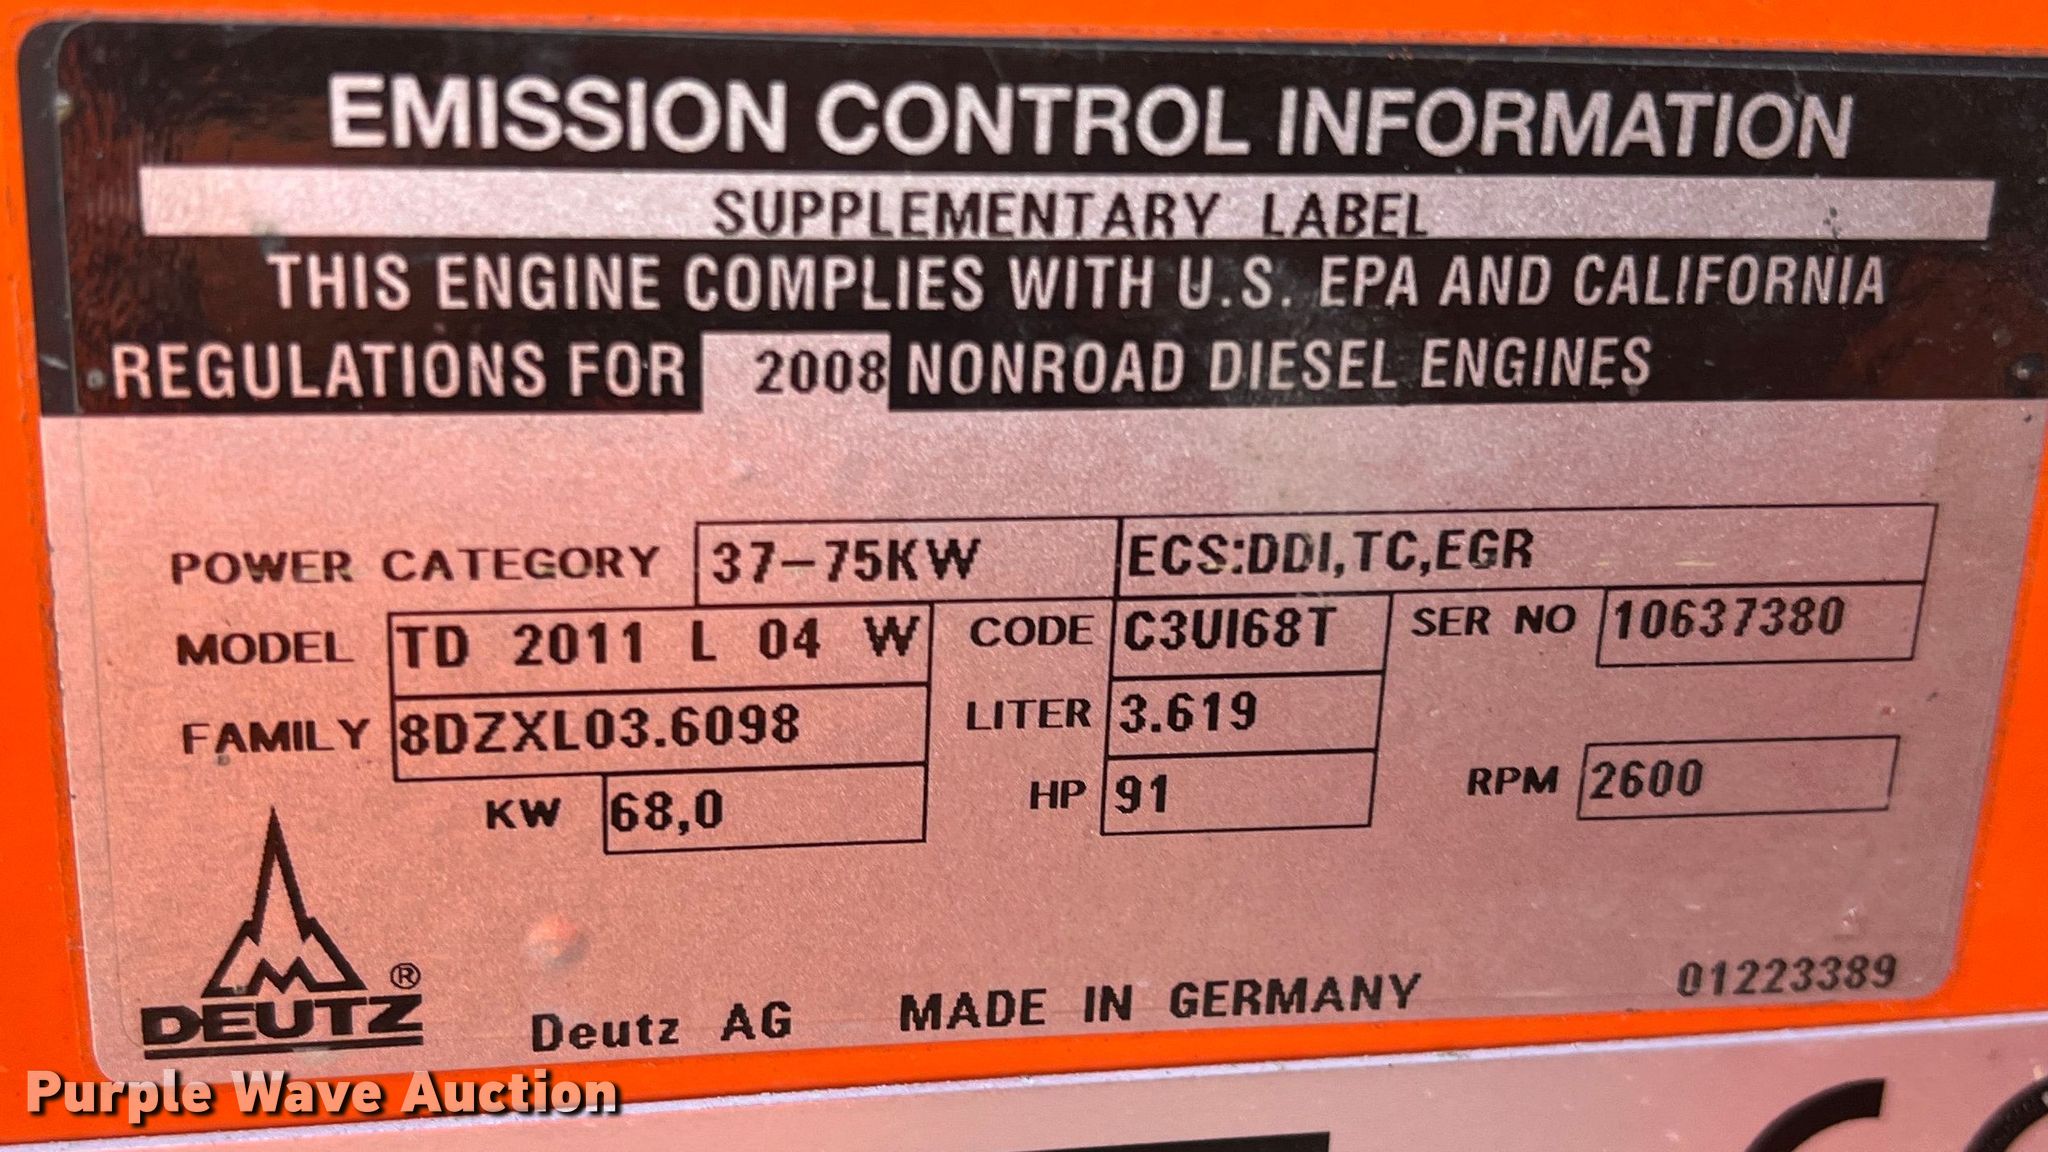 EMISSION CONTROL INFORMATION
SUPPLEMENTARY LABEL
THIS ENGINE COMPLIES WITH U.S. EPA AND CALIFORNIA
REGULATIONS FOR 2008 NONROAD DIESEL ENGINES
POWER CATEGORY 37-75KW ECS:DDI,TC,EGR
MODEL TD 2011 L 04 W CODE C3UI68T SER NO 10637380
FAMILY 8DZXL03.6098 LITER 3.619
KW 68,0 HP 91 RPM 2600
DEUTZ ® Deutz AG MADE IN GERMANY 01223389
Purple Wave Auction